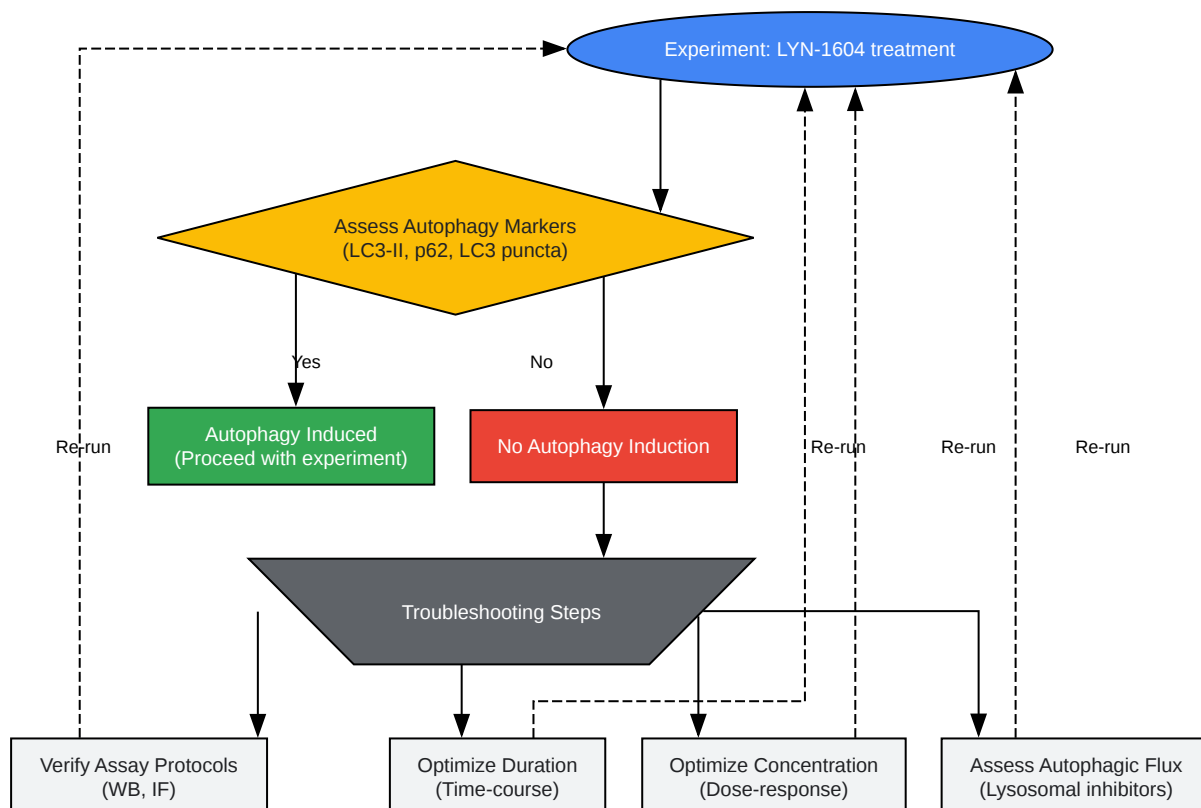 Experiment: LYN-1604 treatment
Assess Autophagy Markers
(LC3-II, p62, LC3 puncta)
Yes
No
Autophagy Induced
(Proceed with experiment)
No Autophagy Induction
Re-run
Re-run
Re-run
Re-run
Troubleshooting Steps
Verify Assay Protocols
(WB, IF)
Optimize Duration
(Time-course)
Optimize Concentration
(Dose-response)
Assess Autophagic Flux
(Lysosomal inhibitors)